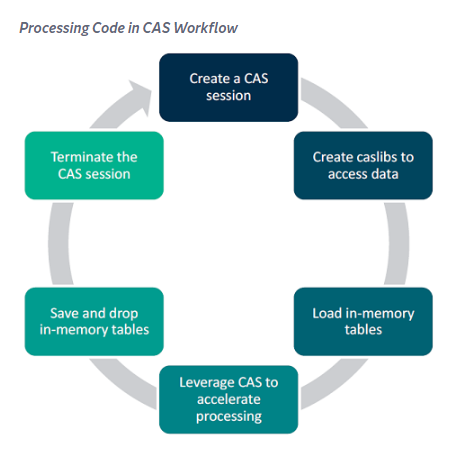 Processing Code in CAS Workflow
Create a CAS
session
Create caslibs to
access data
Load in-memory
tables
Leverage CAS to
accelerate
processing
Save and drop
in-memory tables
Terminate the
CAS session